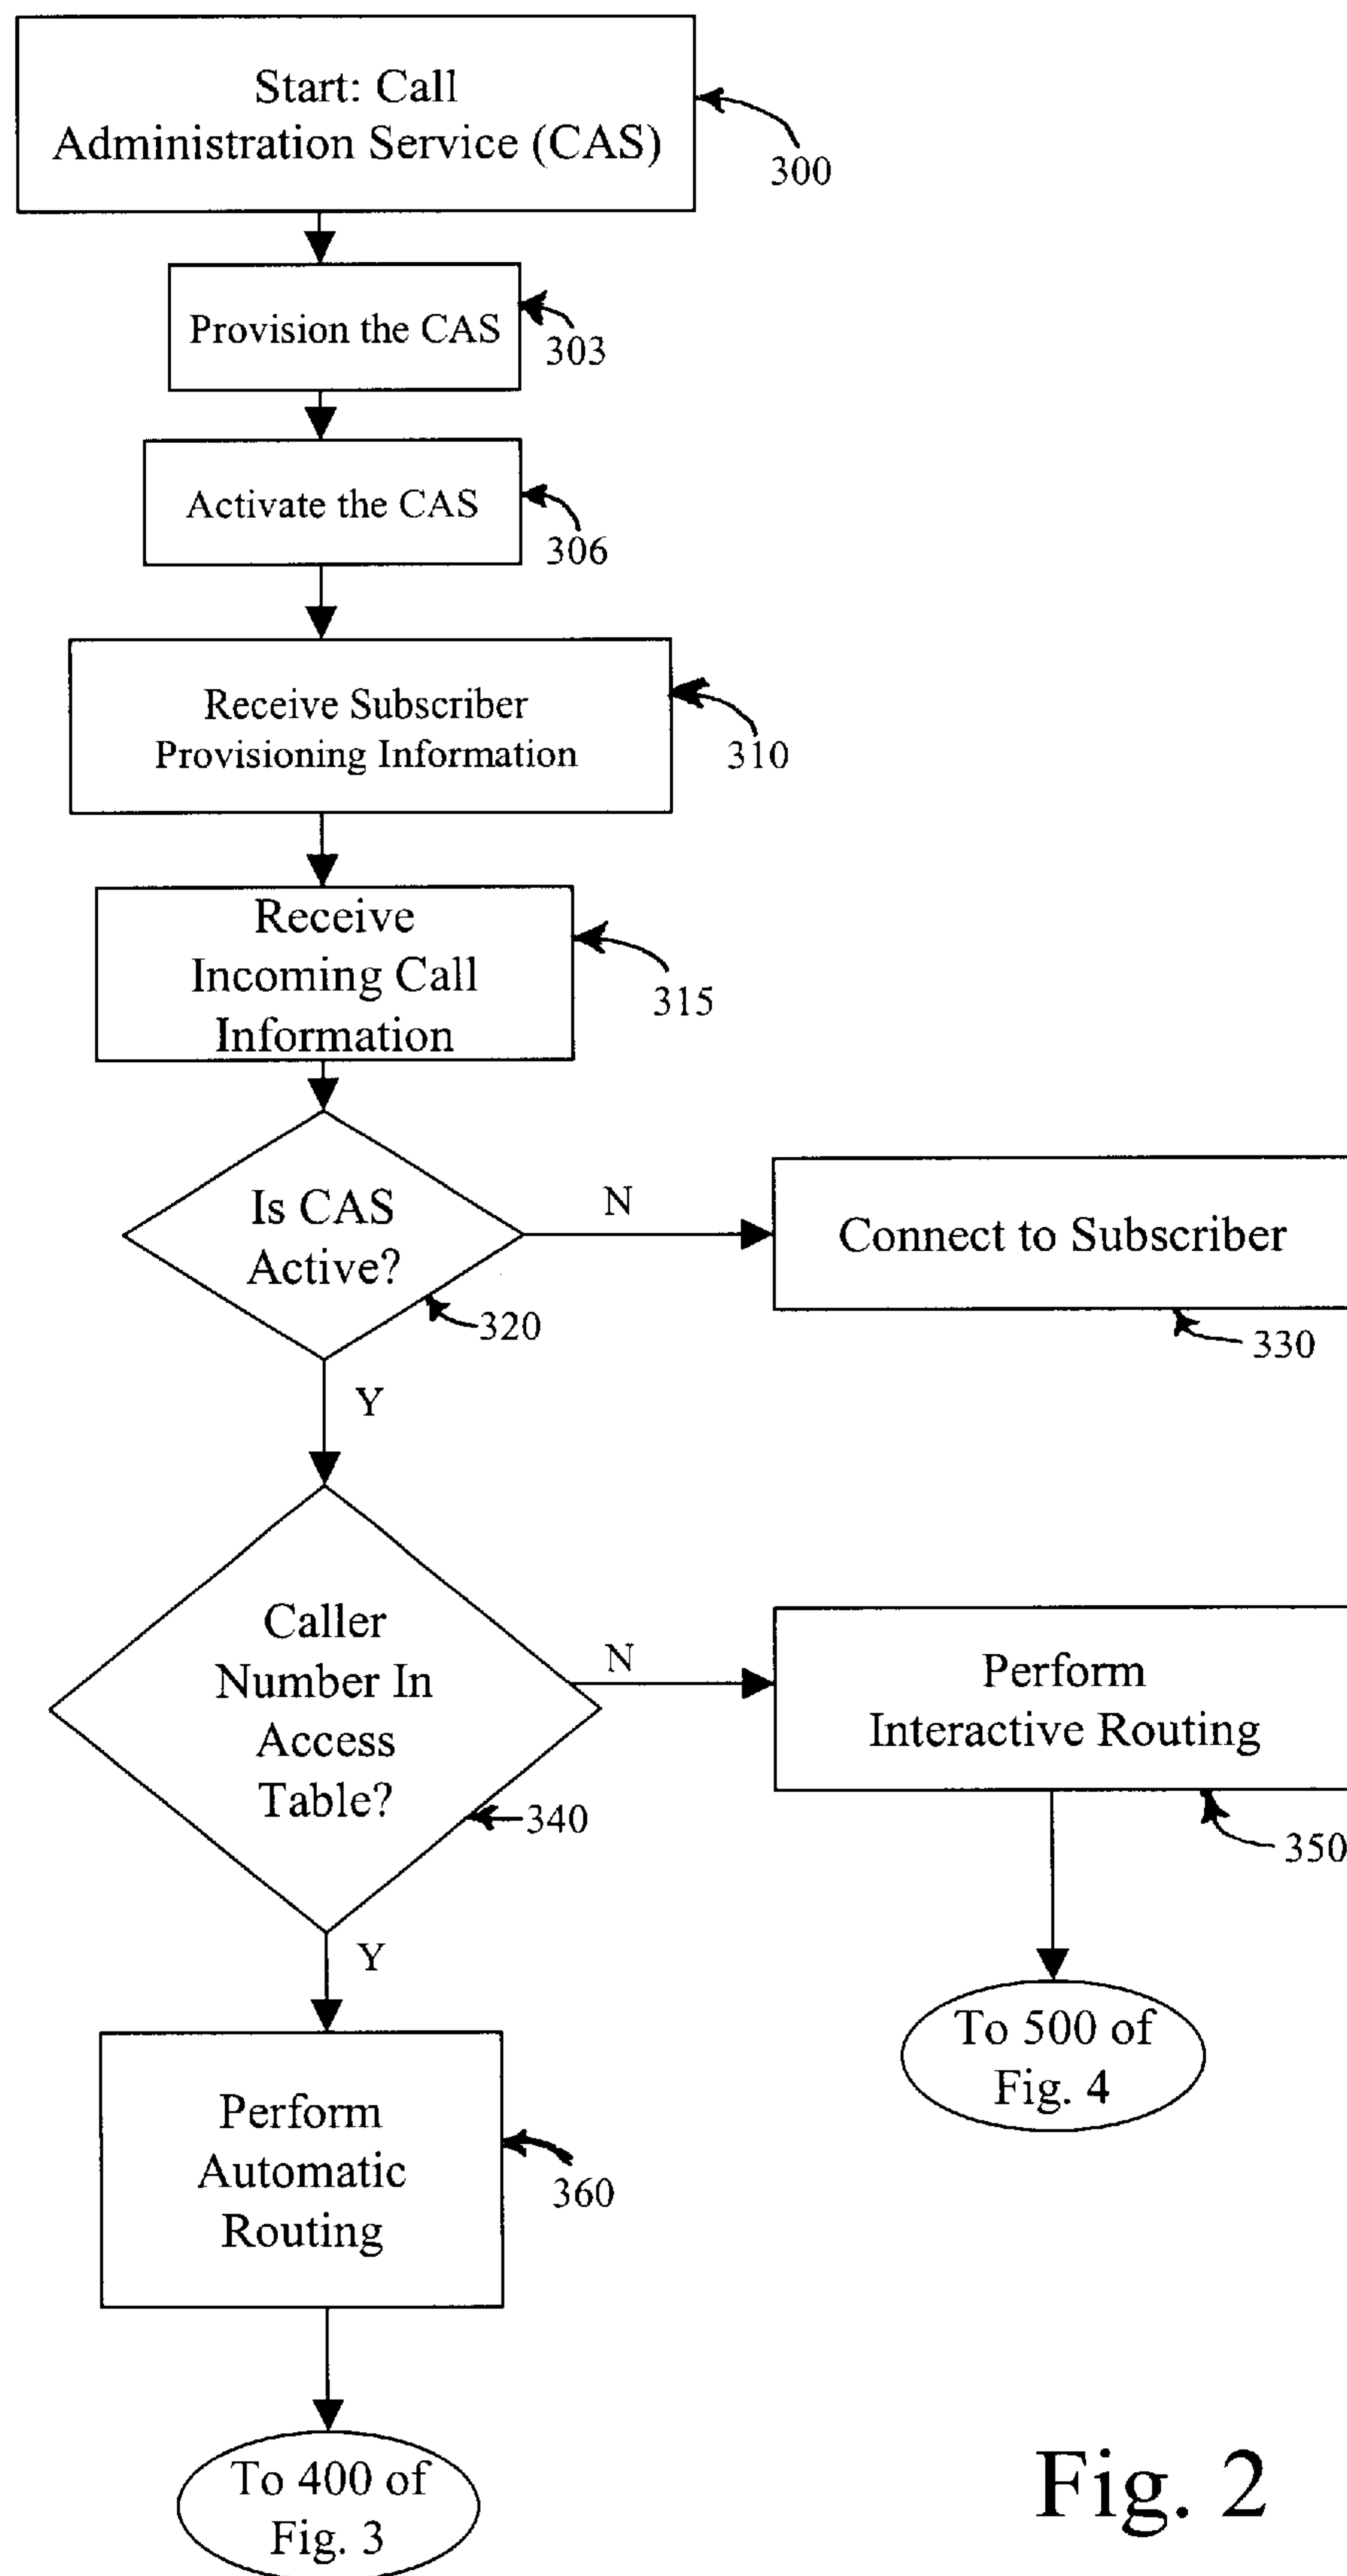 Start: Call
Administration Service (CAS)
300
Provision the CAS
303
Activate the CAS
306
Receive Subscriber
Provisioning Information
310
Receive
Incoming Call
Information
315
Is CAS
Active?
320
N
Connect to Subscriber
330
Y
Caller
Number In
Access
Table?
340
N
Perform
Interactive Routing
350
To 500 of
Fig. 4
Y
Perform
Automatic
Routing
360
To 400 of
Fig. 3
Fig. 2